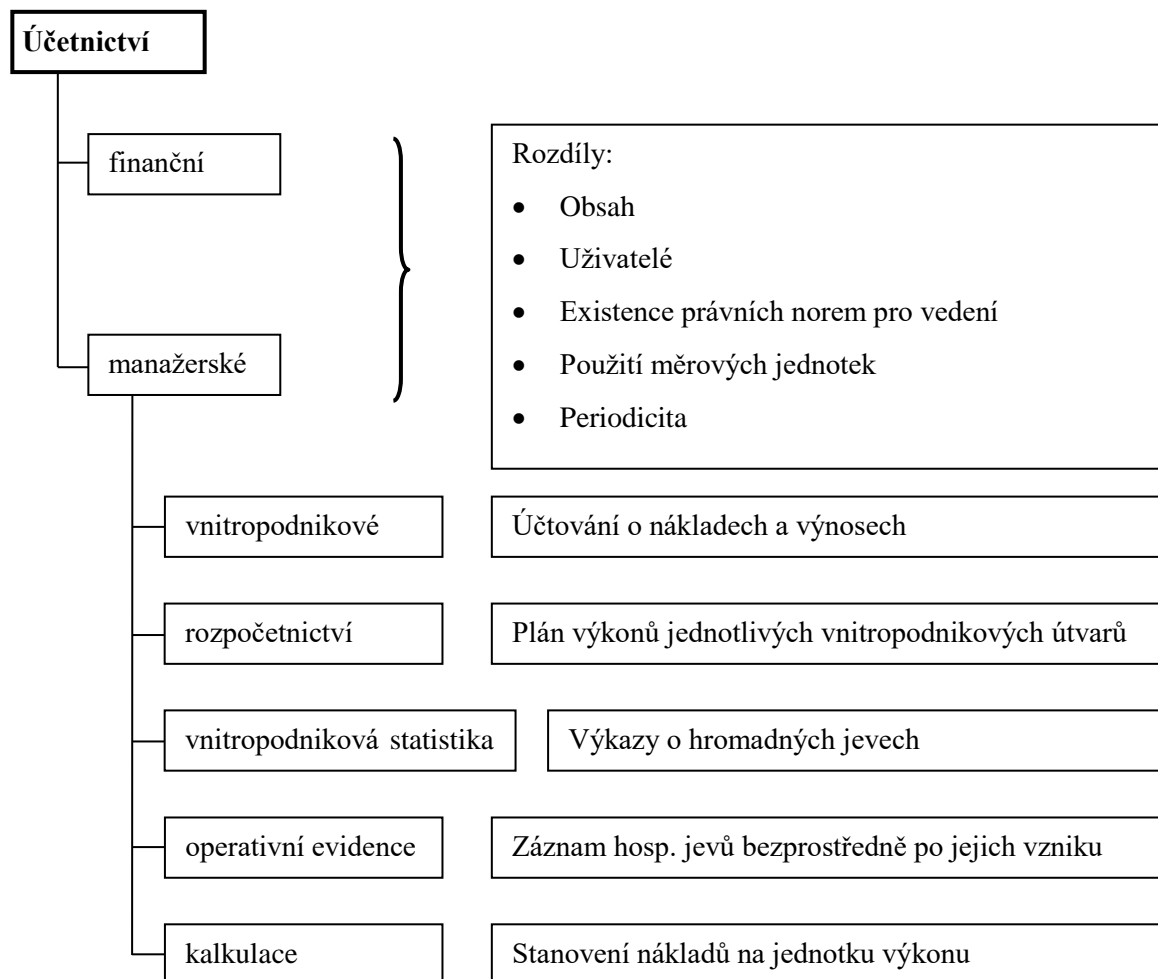 Účetnictví
finanční
Rozdíly:
• Obsah
• Uživatelé
• Existence právních norem pro vedení
• Použití měrových jednotek
• Periodicita
manažerské
vnitropodnikové
Účtování o nákladech a výnosech
rozpočetnictví
Plán výkonů jednotlivých vnitropodnikových útvarů
vnitropodniková statistika
Výkazy o hromadných jevech
operativní evidence
Záznam hosp. jevů bezprostředně po jejich vzniku
kalkulace
Stanovení nákladů na jednotku výkonu